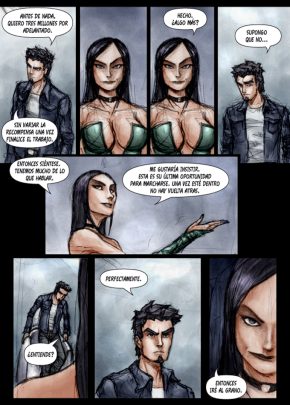 ANTES DE NADA,
QUIERO TRES MILLONES POR
ADELANTADO.
SIN VARIAR LA
RECOMPENSA UNA VEZ
FINALICE EL TRABAJO.
HECHO.
¿ALGO MÁS?
SUPONGO
QUE NO...
ENTONCES SIÉNTESE.
TENEMOS MUCHO DE LO
QUE HABLAR.
ME GUSTARÍA INSISTIR.
ESTA ES SU ÚLTIMA OPORTUNIDAD
PARA MARCHARSE. UNA VEZ ESTÉ DENTRO
NO HAY VUELTA ATRÁS.
¿ENTIENDE?
PERFECTAMENTE.
ENTONCES
IRÉ AL GRANO.